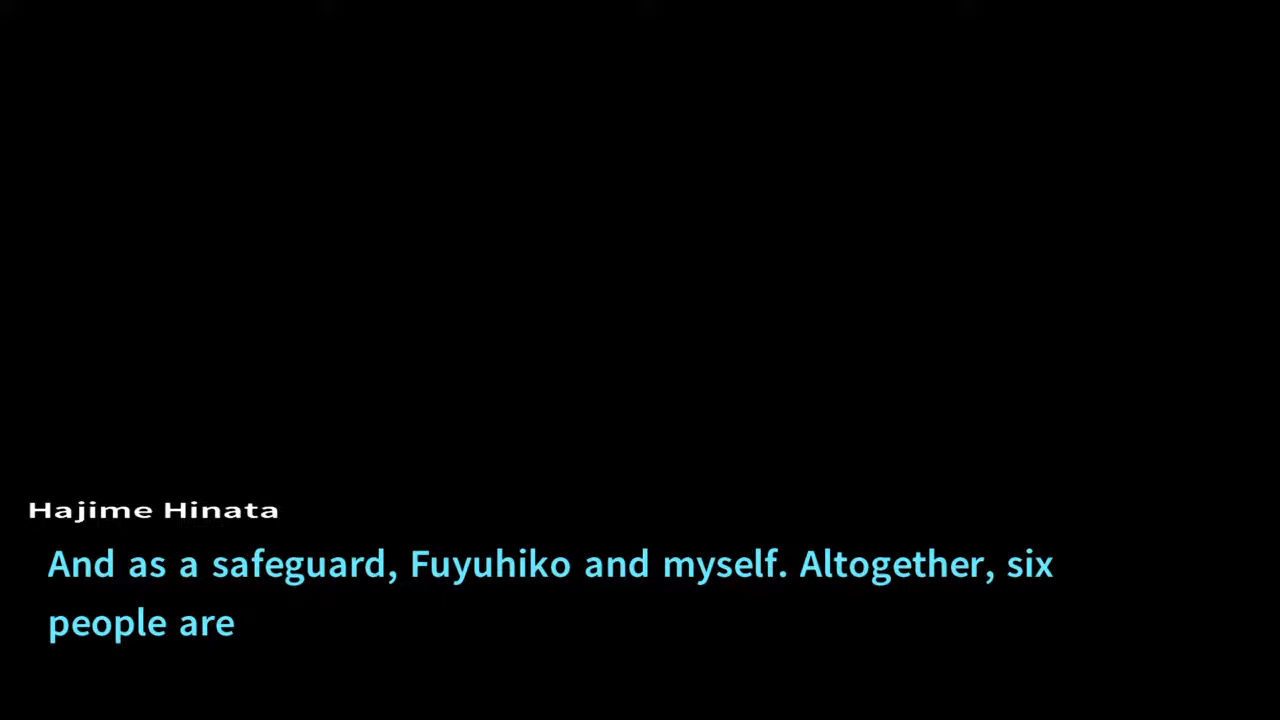 Hajime Hinata
And as a safeguard, Fuyuhiko and myself. Altogether, six
people are